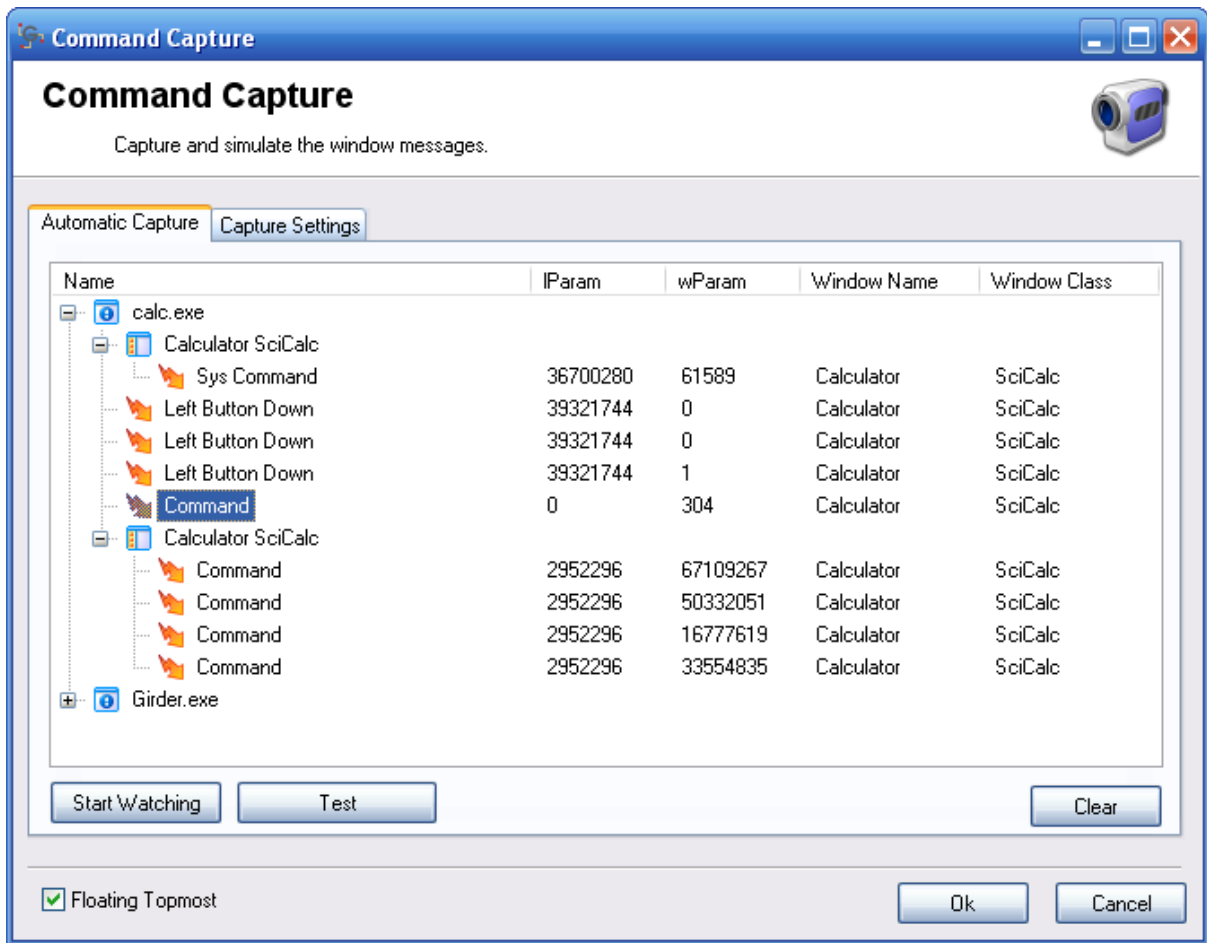 Command Capture
Command Capture
Capture and simulate the window messages.
Automatic Capture Capture Settings
Name lParam wParam Window Name Window Class
calc.exe
Calculator SciCalc
Sys Command 36700280 61589 Calculator SciCalc
Left Button Down 39321744 0 Calculator SciCalc
Left Button Down 39321744 0 Calculator SciCalc
Left Button Down 39321744 1 Calculator SciCalc
Command 0 304 Calculator SciCalc
Calculator SciCalc
Command 2952296 67109267 Calculator SciCalc
Command 2952296 50332051 Calculator SciCalc
Command 2952296 16777619 Calculator SciCalc
Command 2952296 33554835 Calculator SciCalc
Girder.exe
Start Watching Test Clear
Floating Topmost Ok Cancel